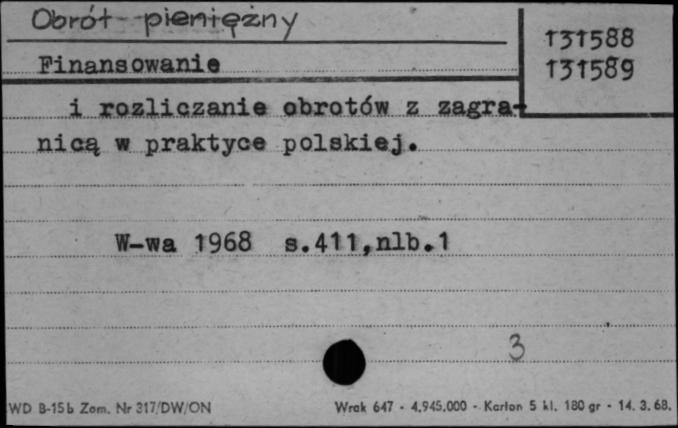 Obrót pieniężny
131588
Finansowanie
131589
i rozliczanie obrotów z zagra-
nicą w praktyce polskiej.
W-wa 1968 s.411,nlb.1
3
WD B-15b Zam. Nr 317/DW/ON
Wrak 647 - 4.945.000 - Karton 5 kl. 180 gr - 14. 3. 68.